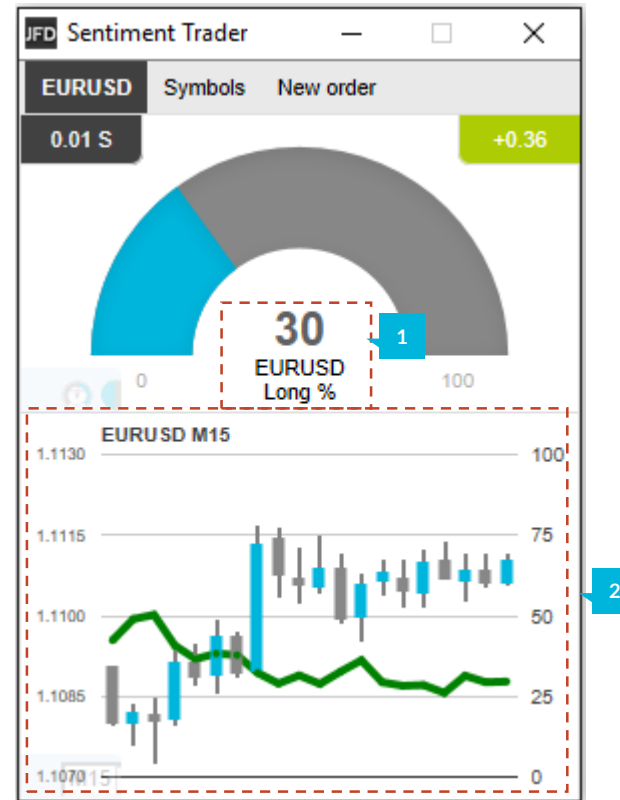 JFD Sentiment Trader
EURUSD Symbols New order
0.01 S +0.36
30
1
EURUSD
Long %
0 100
EURUSD M15
1.1130 100
1.1115 75
2
1.1100 50
1.1085 25
1.1070 0
M15